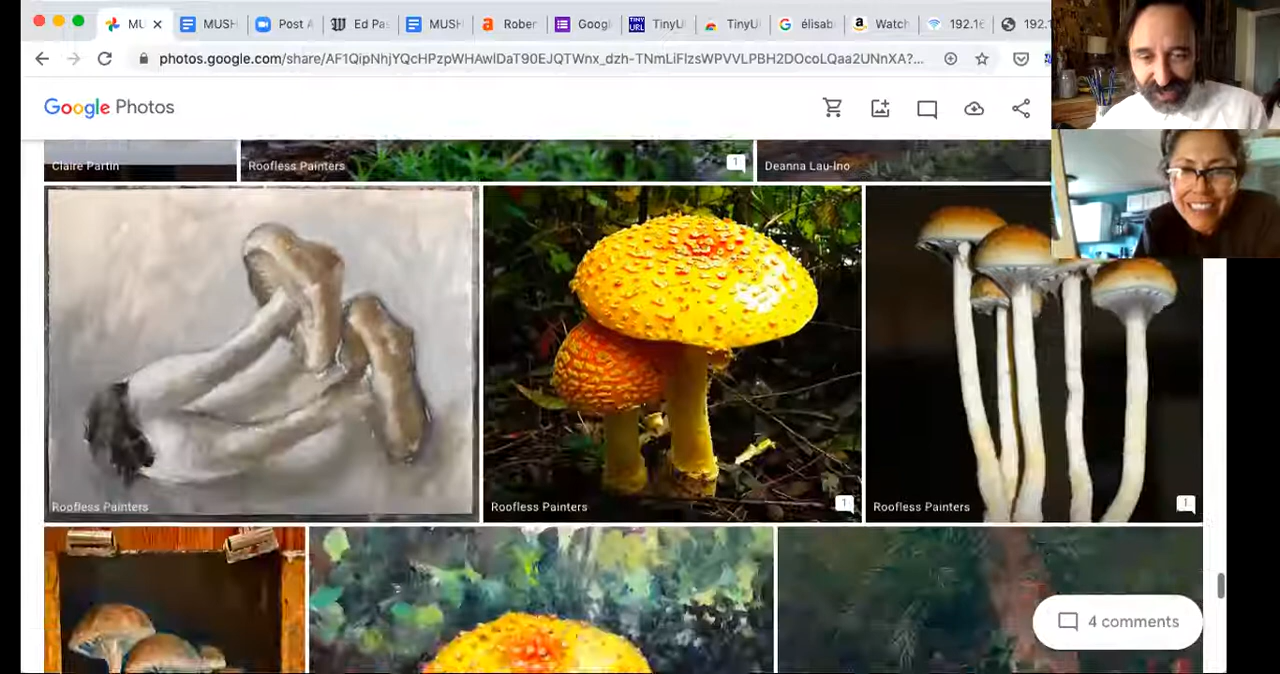 MU
MUSH
Post A
Ed Pa
MUSH
Rober
Googl
TinyU
TinyU
élisab
Watch
192.16
192.1
photos.google.com/share/AF1QipNhjYQcHPzpWHAwlDaT90EJQTWnx_dzh-TNmLiFlzsWPVVLPBH2DOcoLQaa2UNnXA?...
Google Photos
Claire Partin
Roofless Painters
1
Deanna Lau-Ino
Roofless Painters
Roofless Painters
1
Roofless Painters
1
4 comments